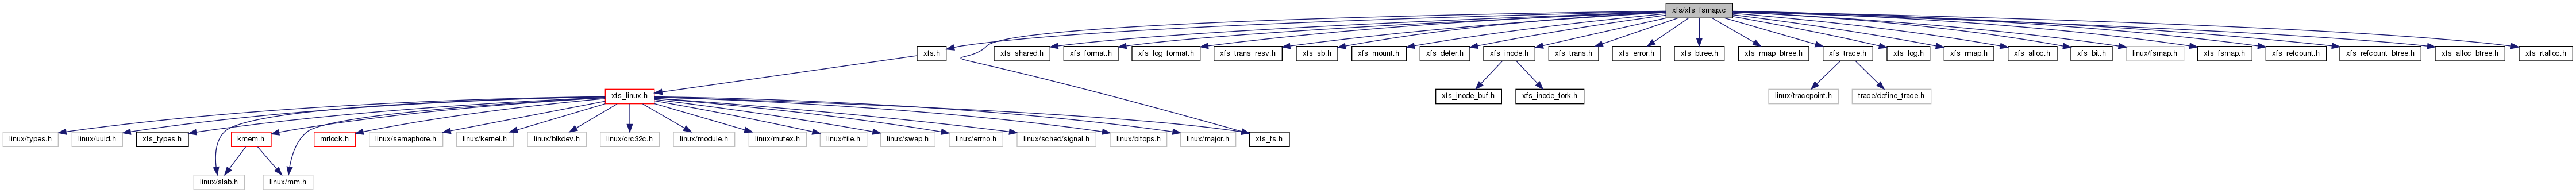 xfs/xfs_fsmap.c
xfs.h
xfs_shared.h
xfs_format.h
xfs_log_format.h
xfs_trans_resv.h
xfs_sb.h
xfs_mount.h
xfs_defer.h
xfs_inode.h
xfs_trans.h
xfs_error.h
xfs_btree.h
xfs_rmap_btree.h
xfs_trace.h
xfs_log.h
xfs_rmap.h
xfs_alloc.h
xfs_bit.h
linux/fsmap.h
xfs_fsmap.h
xfs_refcount.h
xfs_refcount_btree.h
xfs_alloc_btree.h
xfs_rtalloc.h
xfs_linux.h
xfs_inode_buf.h
xfs_inode_fork.h
linux/tracepoint.h
trace/define_trace.h
linux/types.h
linux/uuid.h
xfs_types.h
kmem.h
mrlock.h
linux/semaphore.h
linux/kernel.h
linux/blkdev.h
linux/crc32c.h
linux/module.h
linux/mutex.h
linux/file.h
linux/swap.h
linux/errno.h
linux/sched/signal.h
linux/bitops.h
linux/major.h
xfs_fs.h
linux/slab.h
linux/mm.h